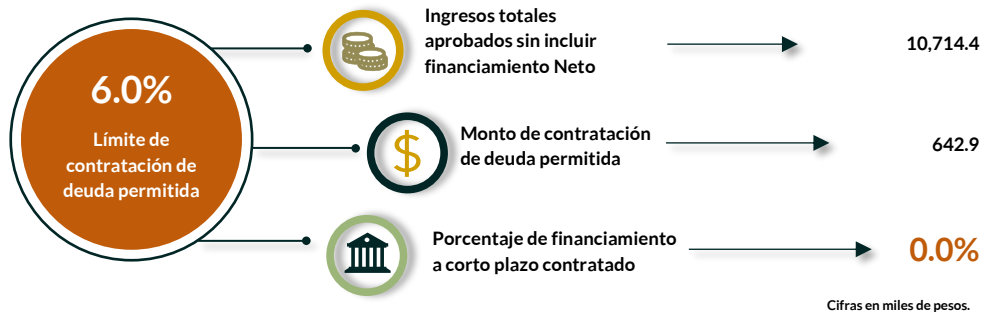 6.0%
Límite de
contratación de
deuda permitida
Ingresos totales
aprobados sin incluir
financiamiento Neto
10,714.4
$
Monto de contratación
de deuda permitida
642.9
Porcentaje de financiamiento
a corto plazo contratado
0.0%
Cifras en miles de pesos.